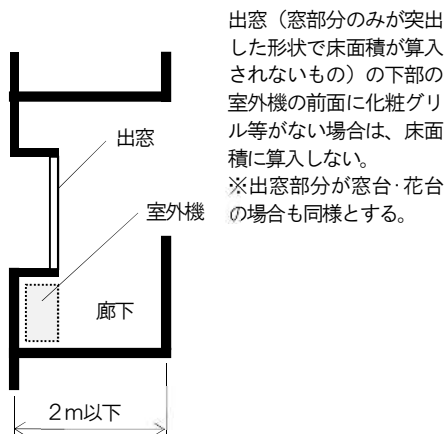 出窓（窓部分のみが突出
した形状で床面積が算入
されないもの）の下部の
室外機の前面に化粧グリ
ル等がない場合は、床面
積に算入しない。
※出窓部分が窓台･花台
の場合も同様とする。
出窓
室外機
廊下
2m以下